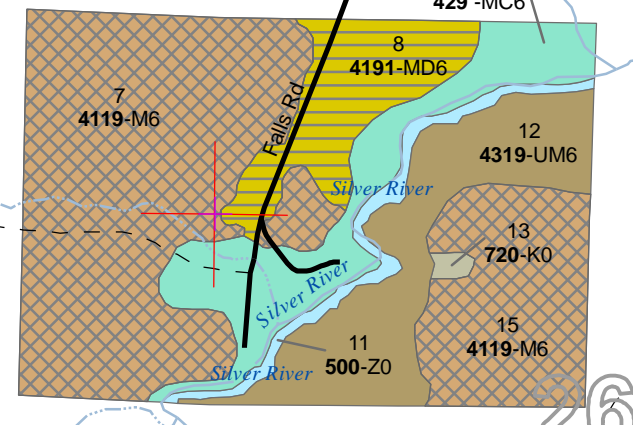 429 -MC6
8
4191-MD6
7
4119-M6
Falls Rd
12
4319-UM6
Silver River
13
720-K0
Silver River
15
4119-M6
11
500-Z0
Silver River
26